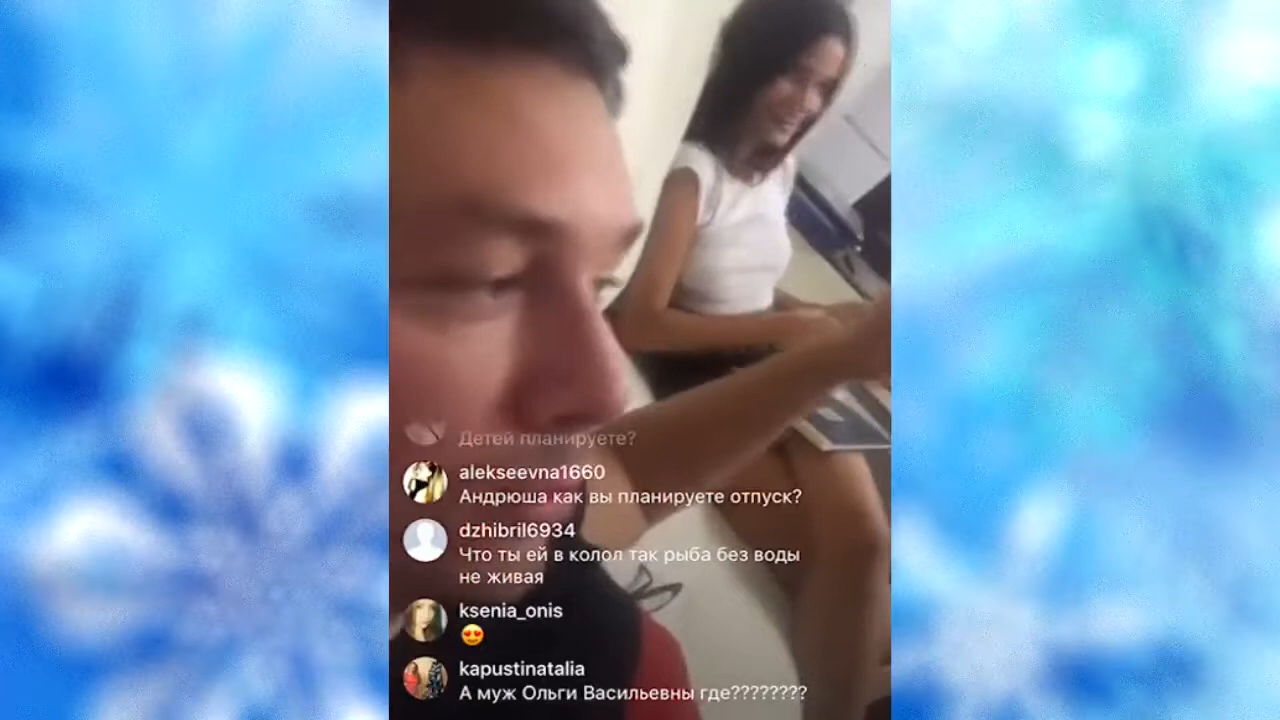 Детей планируете?
alekseevna1660
Андрюша как вы планируете отпуск?
dzhibril6934
Что ты ей в колол так рыба без воды
не живая
ksenia_onis
😍
kapustinatalia
А муж Ольги Васильевны где????????